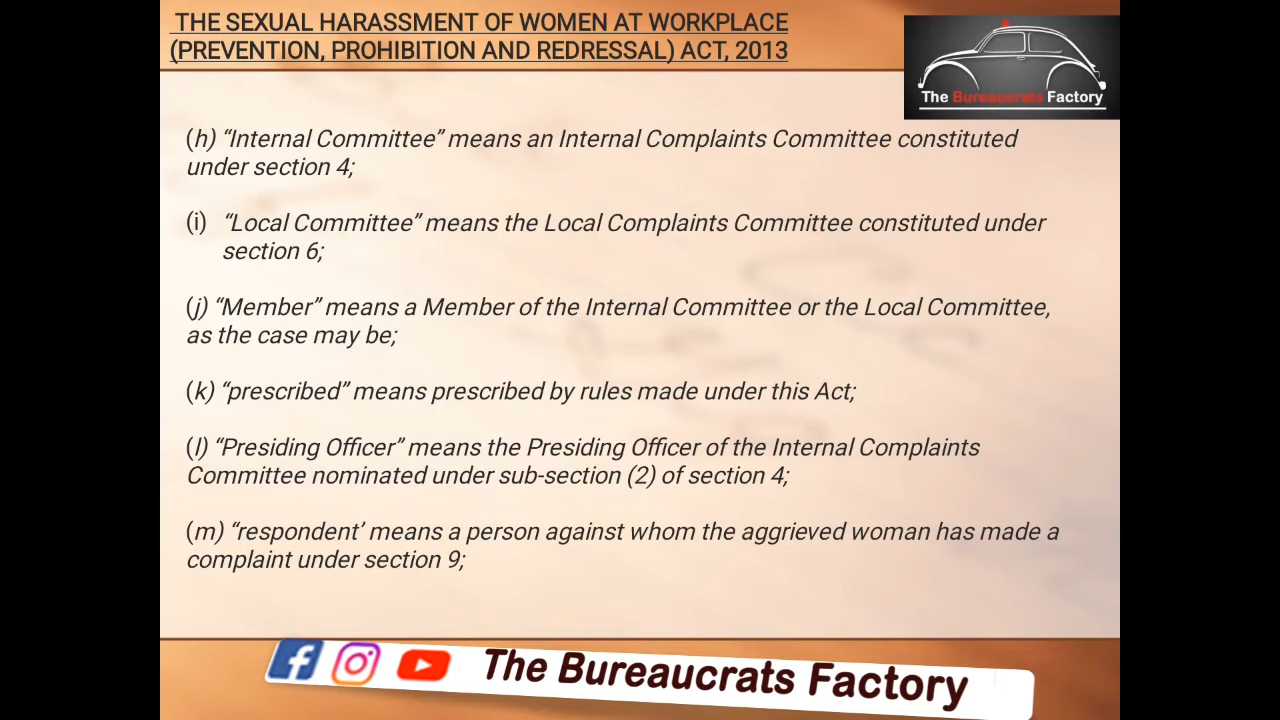 THE SEXUAL HARASSMENT OF WOMEN AT WORKPLACE
(PREVENTION, PROHIBITION AND REDRESSAL) ACT, 2013
The Bureaucrats Factory
(h) “Internal Committee” means an Internal Complaints Committee constituted
under section 4;
(i) “Local Committee” means the Local Complaints Committee constituted under
section 6;
(j) “Member” means a Member of the Internal Committee or the Local Committee,
as the case may be;
(k) “prescribed” means prescribed by rules made under this Act;
(l) “Presiding Officer” means the Presiding Officer of the Internal Complaints
Committee nominated under sub-section (2) of section 4;
(m) “respondent’ means a person against whom the aggrieved woman has made a
complaint under section 9;
The Bureaucrats Factory